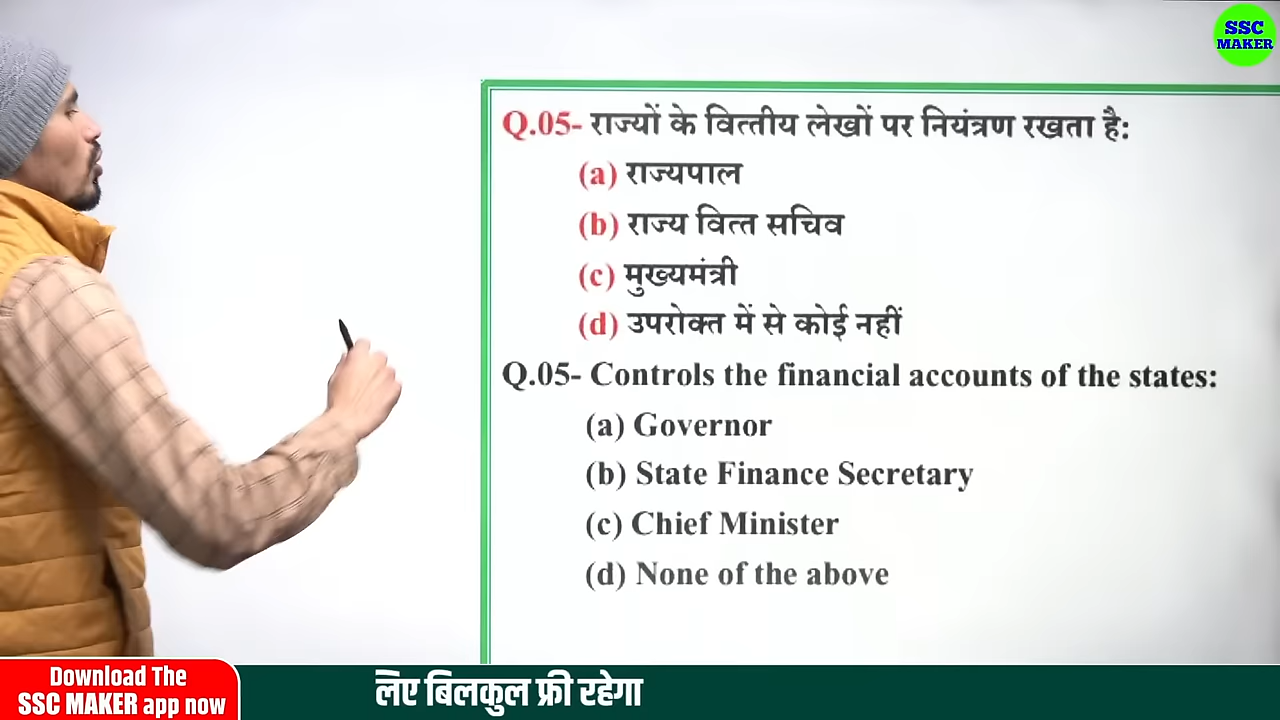 SSC
MAKER
Q.05- राज्यों के वित्तीय लेखों पर नियंत्रण रखता है:
(a) राज्यपाल
(b) राज्य वित्त सचिव
(c) मुख्यमंत्री
(d) उपरोक्त में से कोई नहीं
Q.05- Controls the financial accounts of the states:
(a) Governor
(b) State Finance Secretary
(c) Chief Minister
(d) None of the above
Download The
SSC MAKER app now
लिए बिलकुल फ्री रहेगा